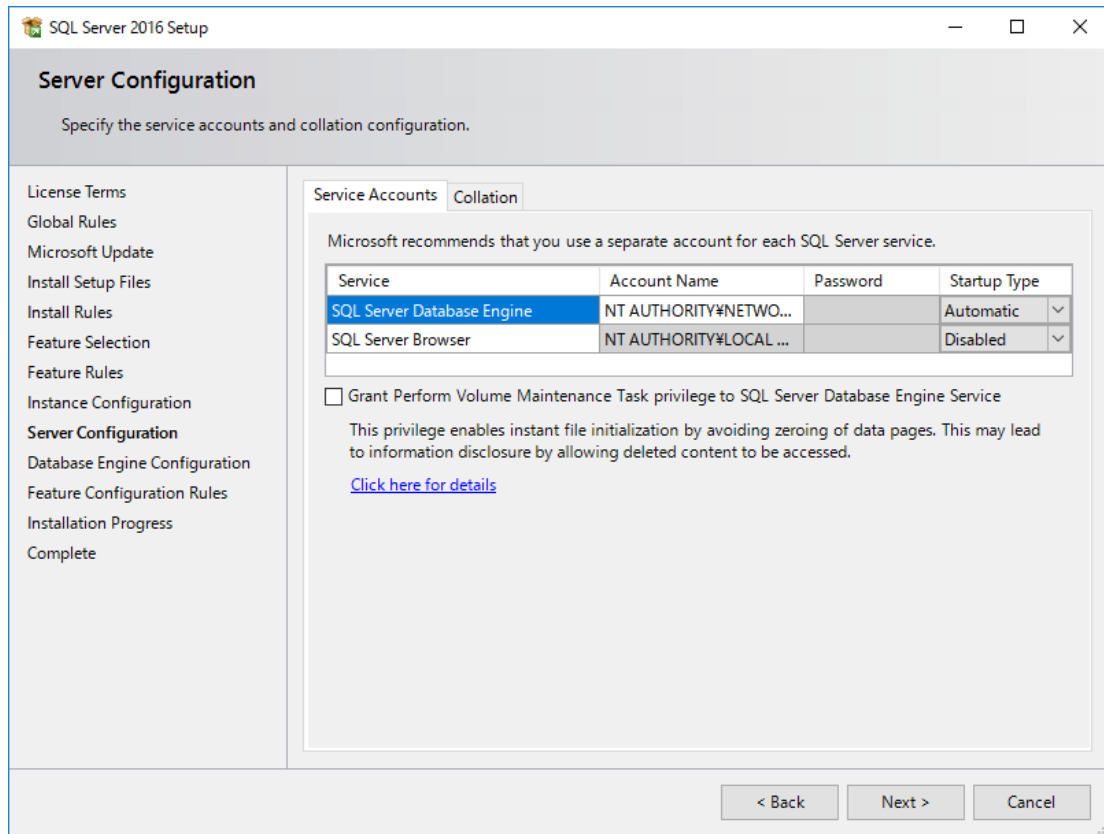 SQL Server 2016 Setup
Server Configuration
Specify the service accounts and collation configuration.
License Terms
Global Rules
Microsoft Update
Install Setup Files
Install Rules
Feature Selection
Feature Rules
Instance Configuration
Server Configuration
Database Engine Configuration
Feature Configuration Rules
Installation Progress
Complete
Service Accounts Collation
Microsoft recommends that you use a separate account for each SQL Server service.
Service Account Name Password Startup Type
SQL Server Database Engine NT AUTHORITY¥NETWO... Automatic
SQL Server Browser NT AUTHORITY¥LOCAL ... Disabled
Grant Perform Volume Maintenance Task privilege to SQL Server Database Engine Service
This privilege enables instant file initialization by avoiding zeroing of data pages. This may lead
to information disclosure by allowing deleted content to be accessed.
Click here for details
< Back Next > Cancel